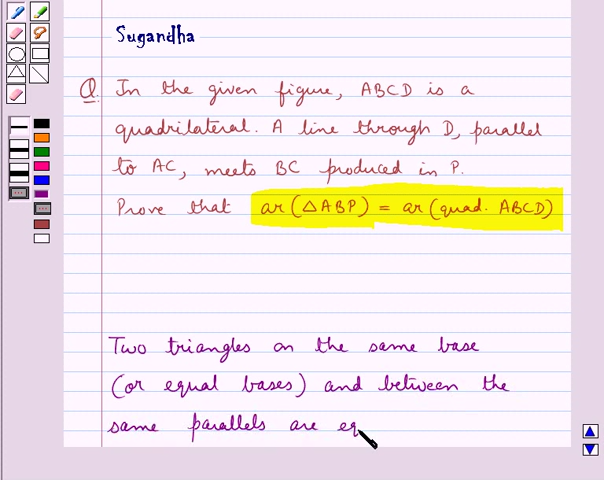 Sugandha
Q. In the given figure, ABCD is a
quadrilateral. A line through D, parallel
to AC, meets BC produced in P.
Prove that ar (△ABP) = ar (quad. ABCD)
Two triangles on the same base
(or equal bases) and between the
same parallels are eq